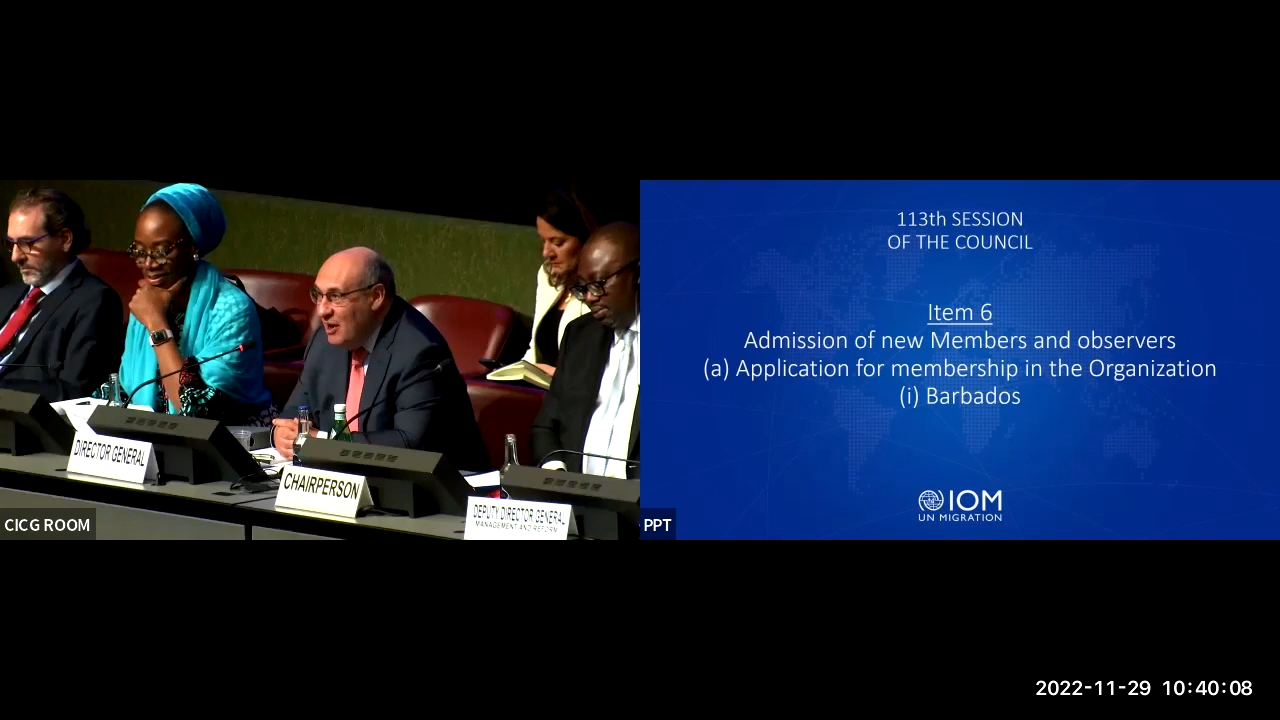 DIRECTOR GENERAL
CHAIRPERSON
DEPUTY DIRECTOR GENERAL
MANAGEMENT AND REFORM
CICG ROOM
113th SESSION
OF THE COUNCIL
Item 6
Admission of new Members and observers
(a) Application for membership in the Organization
(i) Barbados
IOM
UN MIGRATION
PPT
2022-11-29 10:40:08